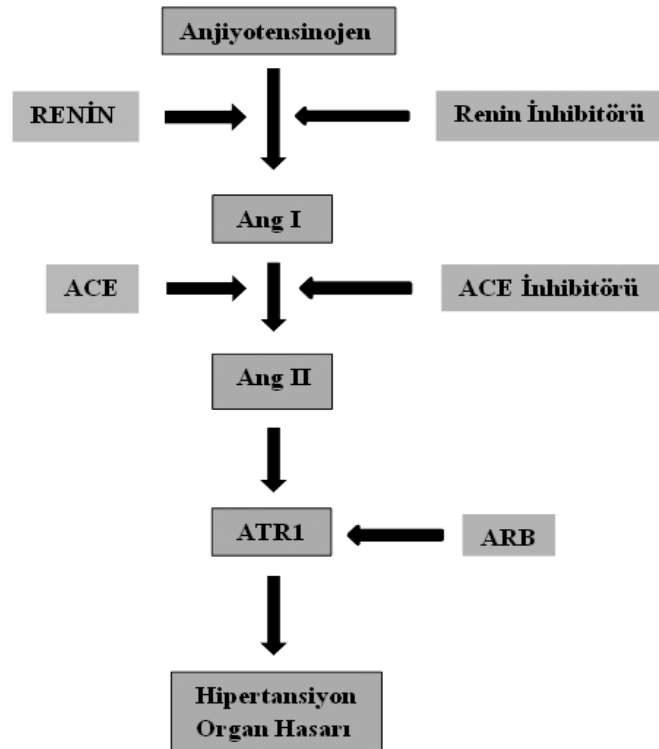 Anjiyotensinojen
RENİN
Renin İnhibitörü
Ang I
ACE
ACE İnhibitörü
Ang II
ATR1
ARB
Hipertansiyon
Organ Hasarı